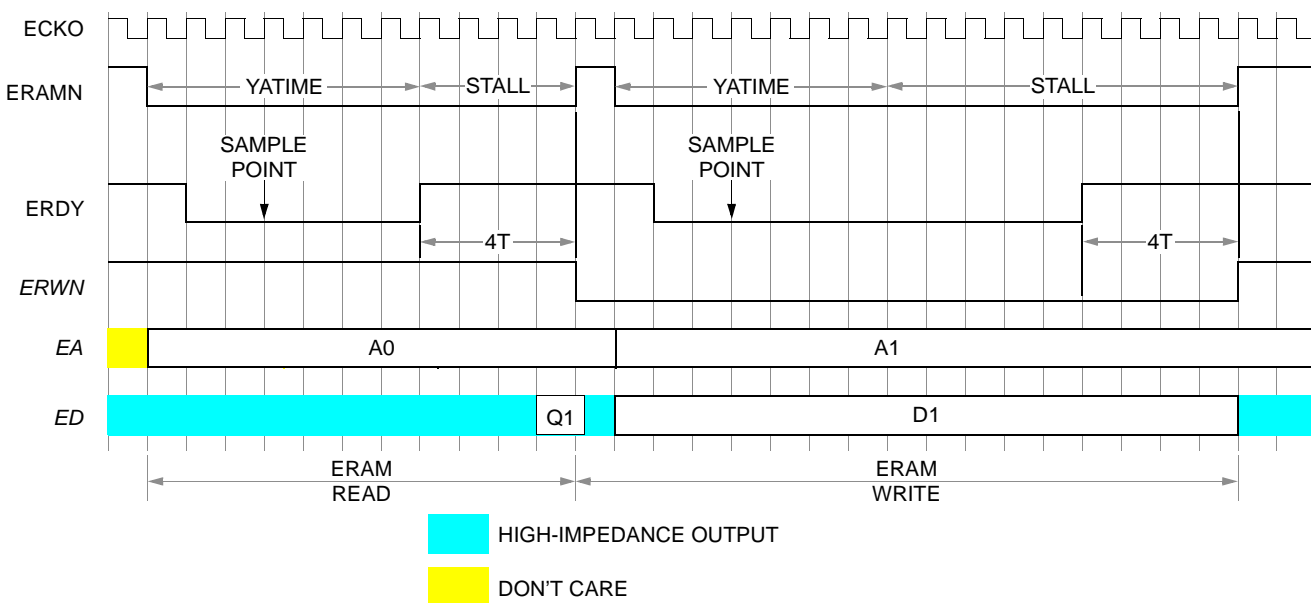 ECKO
ERAMN
YATIME
STALL
YATIME
STALL
SAMPLE
POINT
SAMPLE
POINT
ERDY
4T
4T
ERWN
EA
A0
A1
ED
Q1
D1
ERAM
READ
ERAM
WRITE
HIGH-IMPEDANCE OUTPUT
DON'T CARE